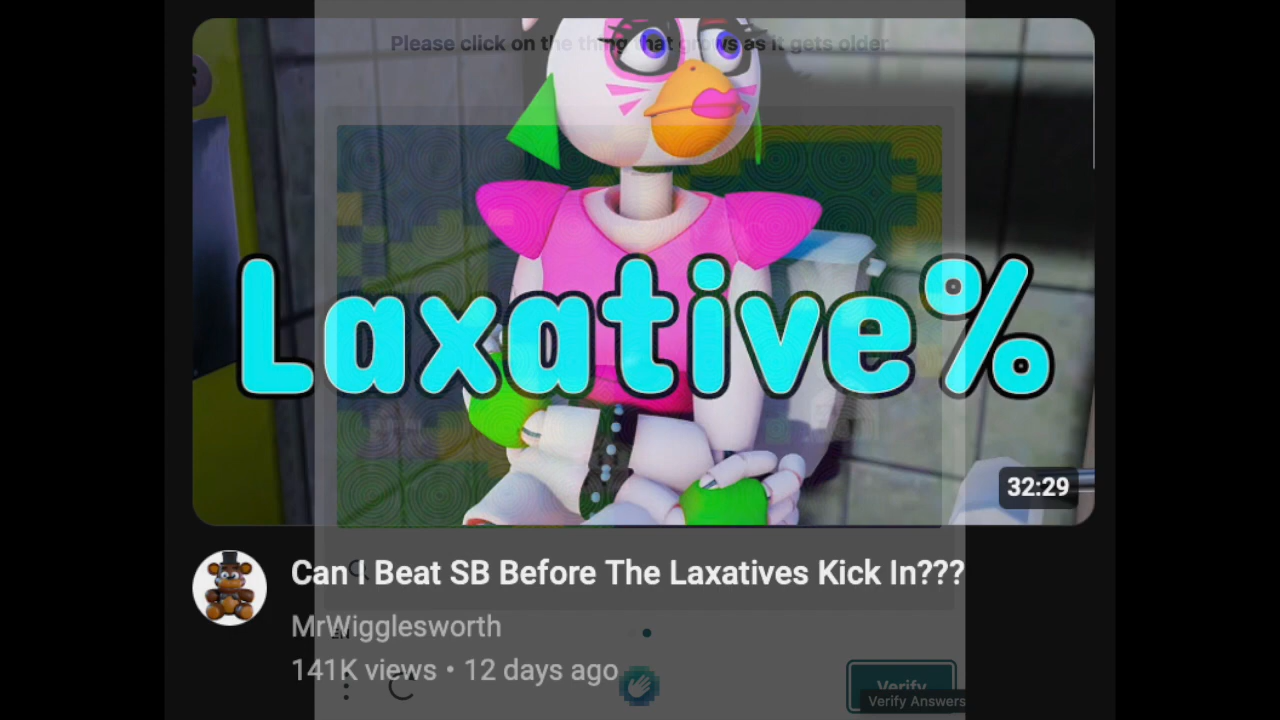 Please click on the thing that grows as it gets older
Laxative%
32:29
Can I Beat SB Before The Laxatives Kick In???
MrWigglesworth
EN
141K views • 12 days ago
Verify
Verify Answers